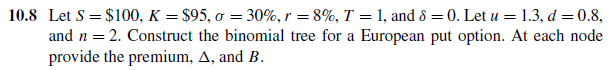 10.8 Let S = $100, K = $95, σ = 30%, r = 8%, T = 1, and δ = 0. Let u = 1.3, d = 0.8,
and n = 2. Construct the binomial tree for a European put option. At each node
provide the premium, Δ, and B.